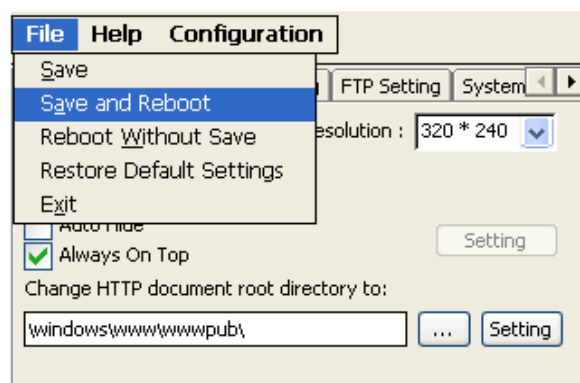 File Help Configuration
Save
Save and Reboot
Reboot Without Save
Restore Default Settings
Exit
FTP Setting System
esolution : 320 * 240
Auto Hide
Always On Top
Setting
Change HTTP document root directory to:
\windows\www\wwwpub\ ... Setting